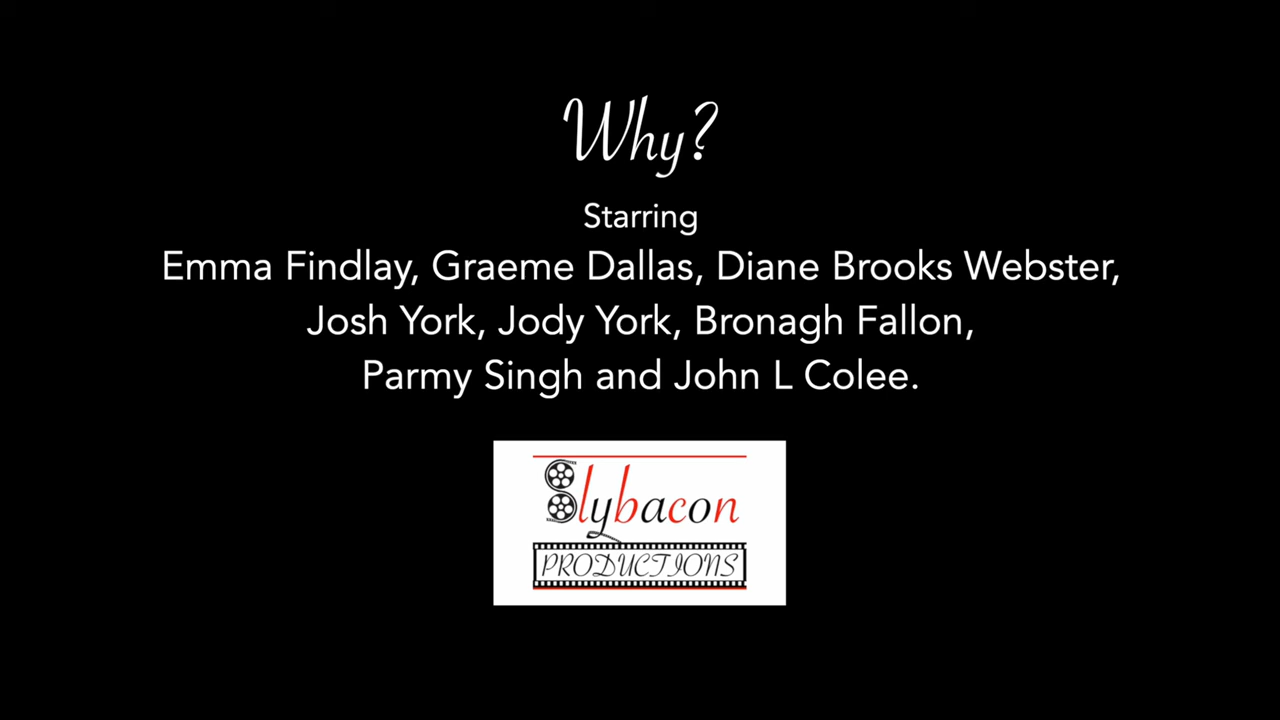 Why?
Starring
Emma Findlay, Graeme Dallas, Diane Brooks Webster,
Josh York, Jody York, Bronagh Fallon,
Parmy Singh and John L Colee.
Slybacon
PRODUCTIONS